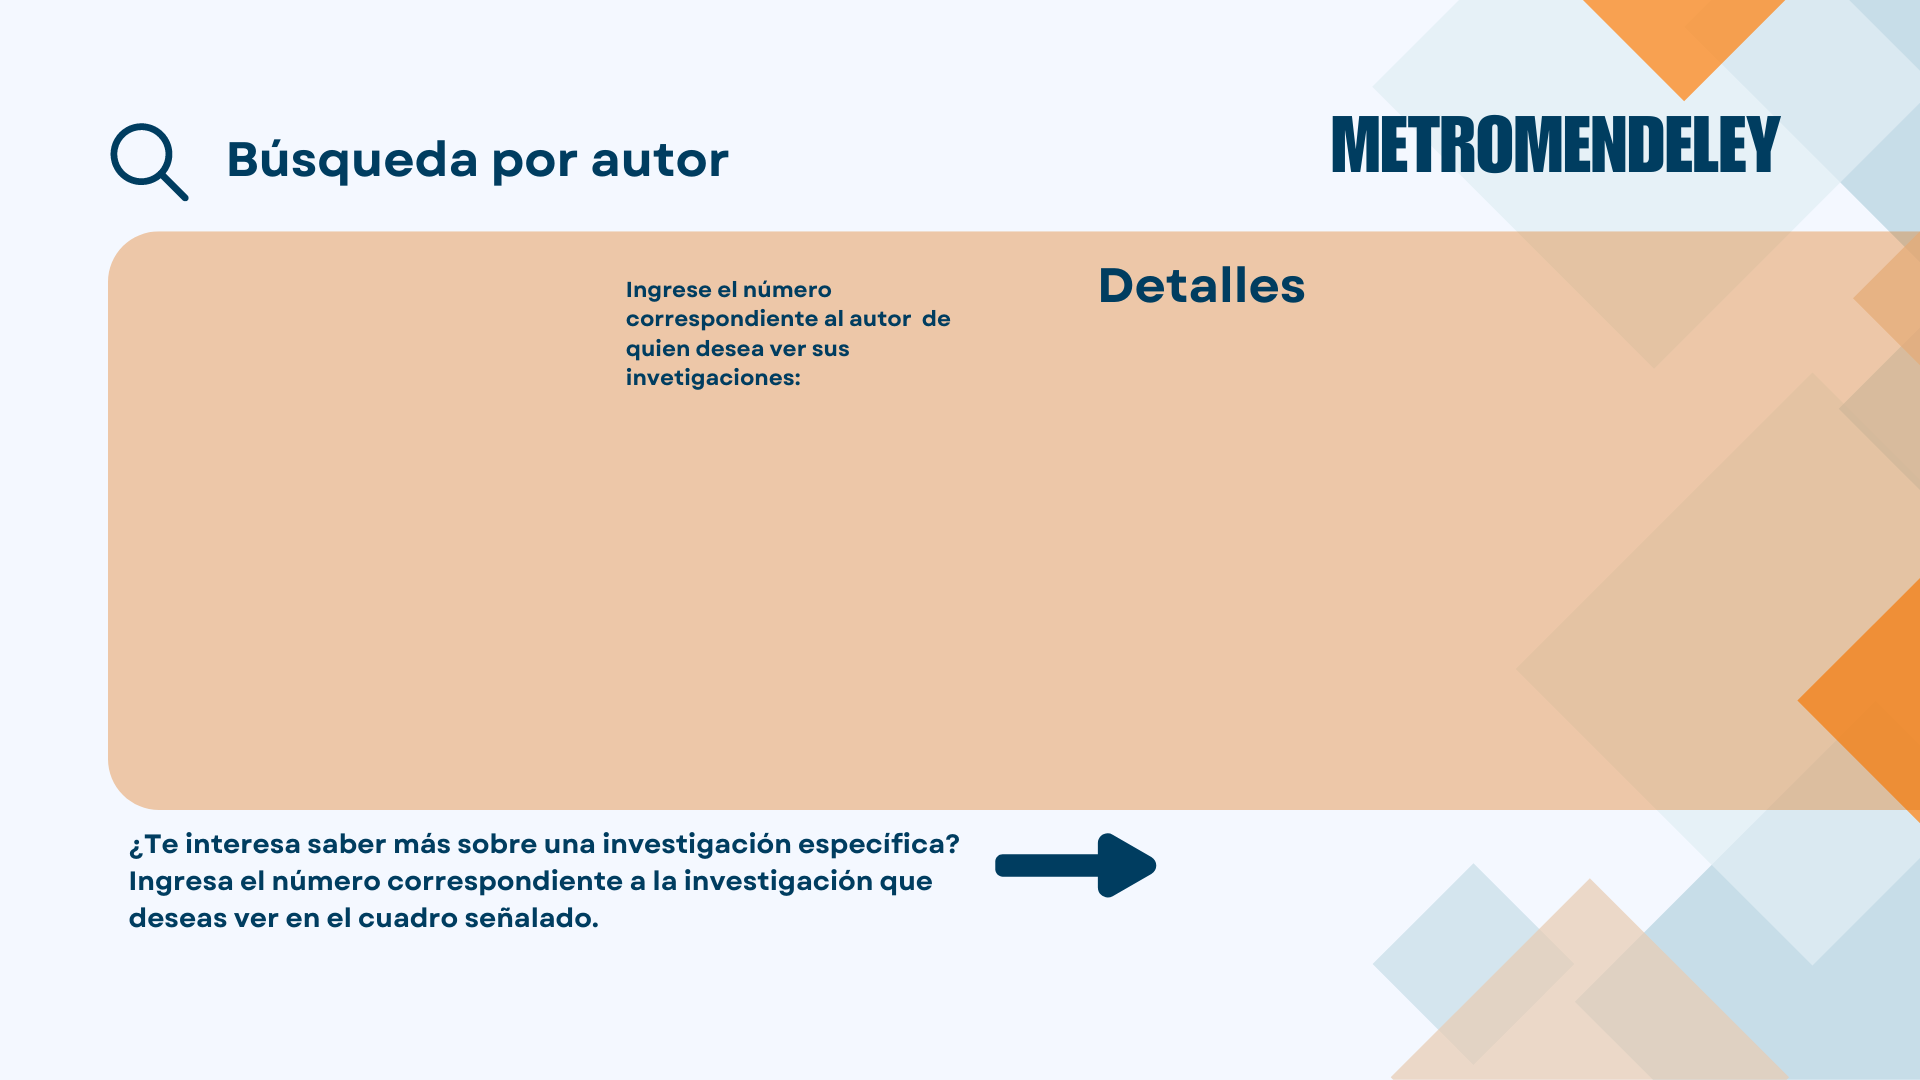 Búsqueda por autor
METROMENDELEY
Ingrese el número
correspondiente al autor  de
quien desea ver sus
invetigaciones:
Detalles
¿Te interesa saber más sobre una investigación específica?
Ingresa el número correspondiente a la investigación que
deseas ver en el cuadro señalado.